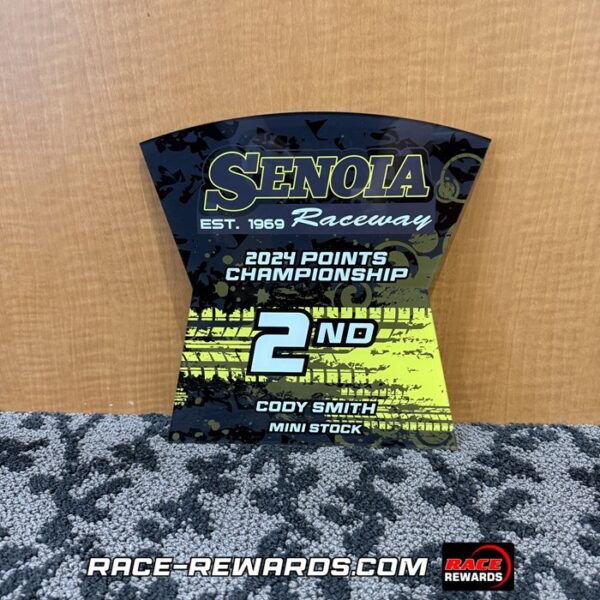 SENOIA
EST. 1969 Raceway
2024 POINTS
CHAMPIONSHIP
2ND
CODY SMITH
MINI STOCK
RACE-REWARDS.COM
RACE
REWARDS